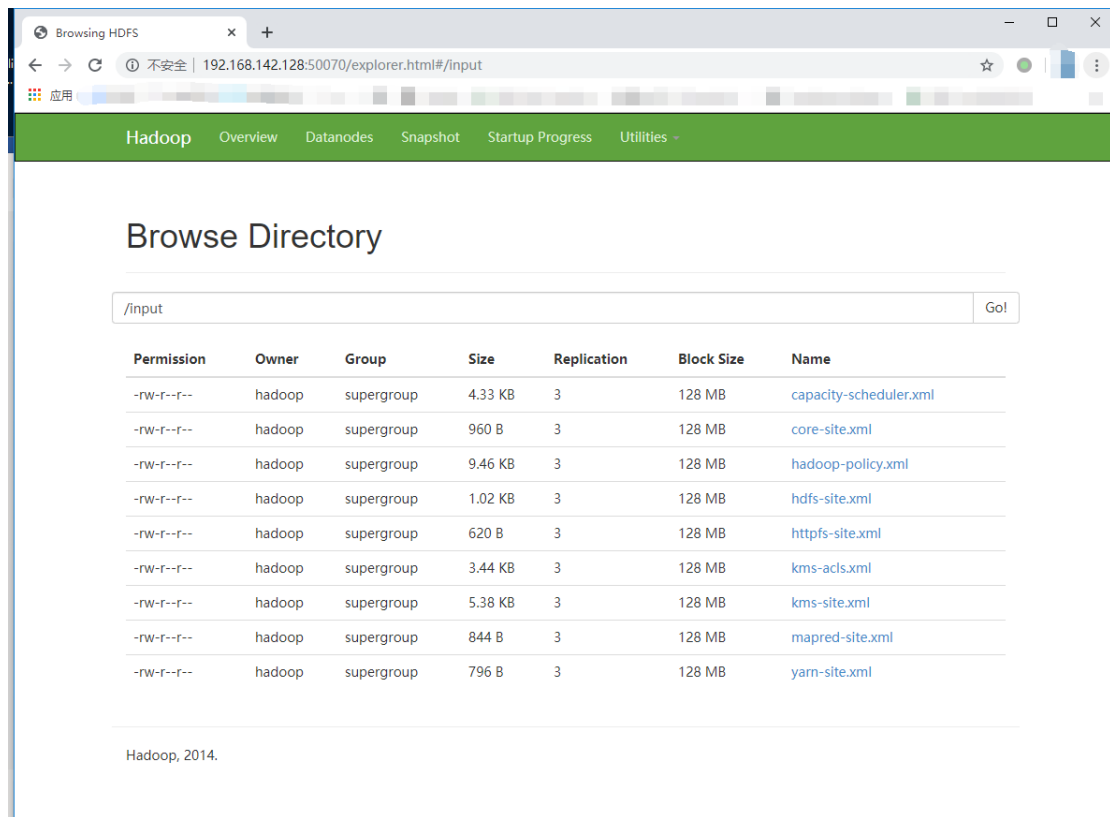 Browsing HDFS
不安全 | 192.168.142.128:50070/explorer.html#/input
应用
Hadoop Overview Datanodes Snapshot Startup Progress Utilities
Browse Directory
/input Go!
Permission Owner Group Size Replication Block Size Name
-rw-r--r-- hadoop supergroup 4.33 KB 3 128 MB capacity-scheduler.xml
-rw-r--r-- hadoop supergroup 960 B 3 128 MB core-site.xml
-rw-r--r-- hadoop supergroup 9.46 KB 3 128 MB hadoop-policy.xml
-rw-r--r-- hadoop supergroup 1.02 KB 3 128 MB hdfs-site.xml
-rw-r--r-- hadoop supergroup 620 B 3 128 MB httpfs-site.xml
-rw-r--r-- hadoop supergroup 3.44 KB 3 128 MB kms-acls.xml
-rw-r--r-- hadoop supergroup 5.38 KB 3 128 MB kms-site.xml
-rw-r--r-- hadoop supergroup 844 B 3 128 MB mapred-site.xml
-rw-r--r-- hadoop supergroup 796 B 3 128 MB yarn-site.xml
Hadoop, 2014.